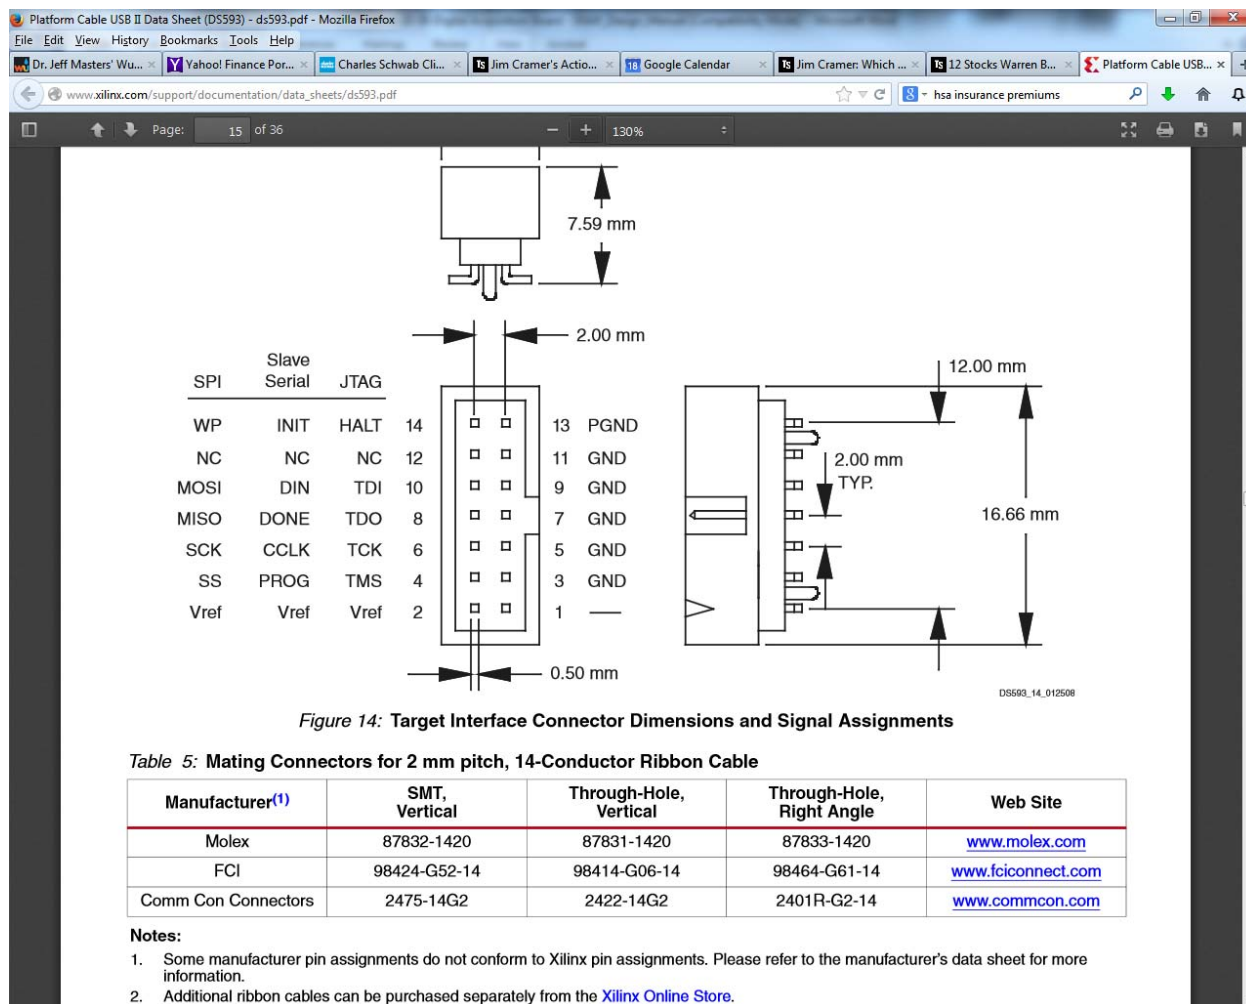 Platform Cable USB II Data Sheet (DS593) - ds593.pdf - Mozilla Firefox
File Edit View History Bookmarks Tools Help
Dr. Jeff Masters' Wu... Yahoo! Finance Por... Charles Schwab Cli... Jim Cramer's Actio... Google Calendar Jim Cramer: Which ... 12 Stocks Warren B... Platform Cable USB...
www.xilinx.com/support/documentation/data_sheets/ds593.pdf hsa insurance premiums
Page: 15 of 36 130%
7.59 mm
2.00 mm
12.00 mm
Slave
SPI Serial JTAG
WP INIT HALT 14 13 PGND
NC NC NC 12 11 GND
MOSI DIN TDI 10 9 GND
MISO DONE TDO 8 7 GND
SCK CCLK TCK 6 5 GND
SS PROG TMS 4 3 GND
Vref Vref Vref 2 1 —
2.00 mm
TYP.
16.66 mm
0.50 mm
DS593_14_012508
Figure 14: Target Interface Connector Dimensions and Signal Assignments
Table 5: Mating Connectors for 2 mm pitch, 14-Conductor Ribbon Cable
Manufacturer(1) SMT, Vertical Through-Hole, Vertical Through-Hole, Right Angle Web Site
Molex 87832-1420 87831-1420 87833-1420 www.molex.com
FCI 98424-G52-14 98414-G06-14 98464-G61-14 www.fciconnect.com
Comm Con Connectors 2475-14G2 2422-14G2 2401R-G2-14 www.commcon.com
Notes:
1. Some manufacturer pin assignments do not conform to Xilinx pin assignments. Please refer to the manufacturer's data sheet for more
information.
2. Additional ribbon cables can be purchased separately from the Xilinx Online Store.